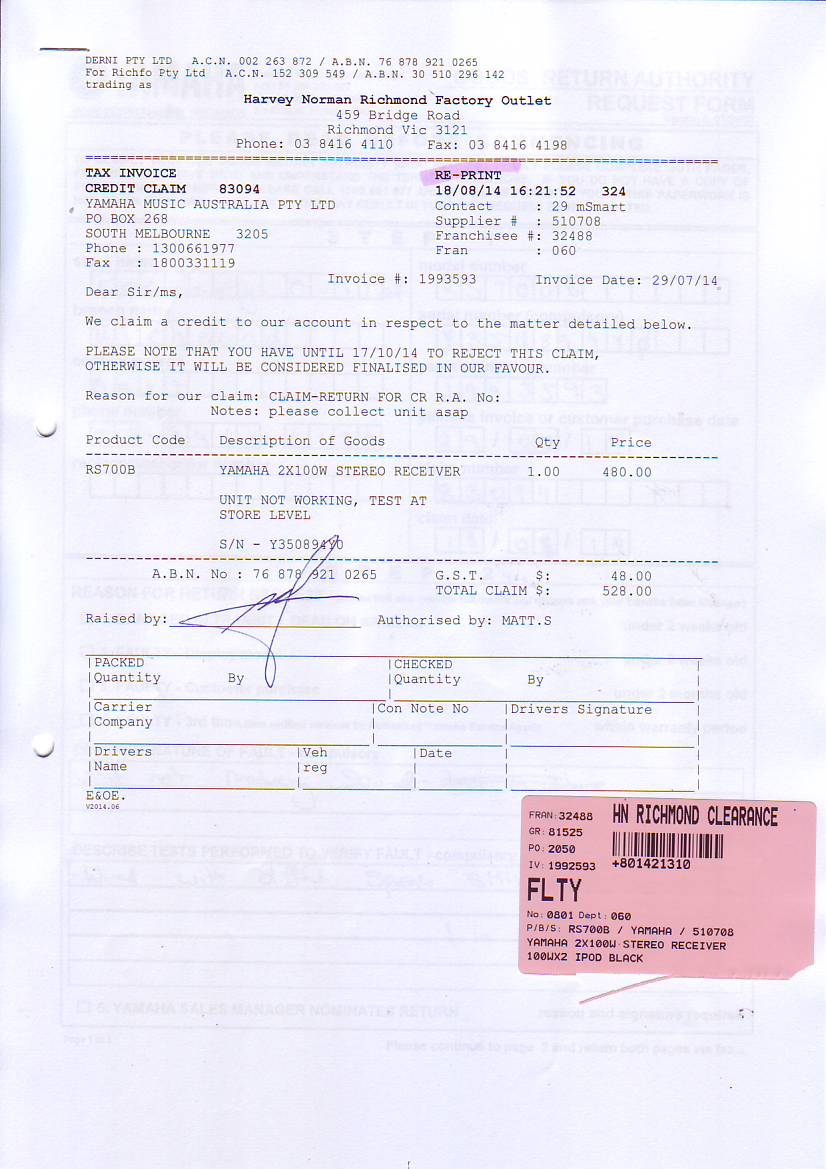 DERNI PTY LTD A.C.N. 002 263 872 / A.B.N. 76 878 921 0265
For Richfo Pty Ltd A.C.N. 152 309 549 / A.B.N. 30 510 296 142
trading as
Harvey Norman Richmond Factory Outlet
459 Bridge Road
Richmond Vic 3121
Phone: 03 8416 4110 Fax: 03 8416 4198
TAX INVOICE RE-PRINT
CREDIT CLAIM 83094 18/08/14 16:21:52 324
YAMAHA MUSIC AUSTRALIA PTY LTD Contact : 29 mSmart
PO BOX 268 Supplier # : 510708
SOUTH MELBOURNE 3205 Franchisee #: 32488
Phone : 1300661977 Fran : 060
Fax : 1800331119
Invoice #: 1993593 Invoice Date: 29/07/14
Dear Sir/ms,
We claim a credit to our account in respect to the matter detailed below.
PLEASE NOTE THAT YOU HAVE UNTIL 17/10/14 TO REJECT THIS CLAIM,
OTHERWISE IT WILL BE CONSIDERED FINALISED IN OUR FAVOUR.
Reason for our claim: CLAIM-RETURN FOR CR R.A. No:
Notes: please collect unit asap
Product Code Description of Goods Qty Price
RS700B YAMAHA 2X100W STEREO RECEIVER 1.00 480.00
UNIT NOT WORKING, TEST AT
STORE LEVEL
S/N - Y350894Y0
A.B.N. No : 76 878 921 0265 G.S.T. $: 48.00
TOTAL CLAIM $: 528.00
Raised by: Authorised by: MATT.S
PACKED CHECKED
Quantity By Quantity By
Carrier Con Note No Drivers Signature
Company
Drivers Veh Date
Name reg
E&OE.
V2014.06
FRAN:32488 HN RICHMOND CLEARANCE
GR:81525
PO:2050
IV:1992593 +801421310
FLTY
No:0801 Dept:060
P/B/S: RS700B / YAMAHA / 510708
YAMAHA 2X100W STEREO RECEIVER
100WX2 IPOD BLACK